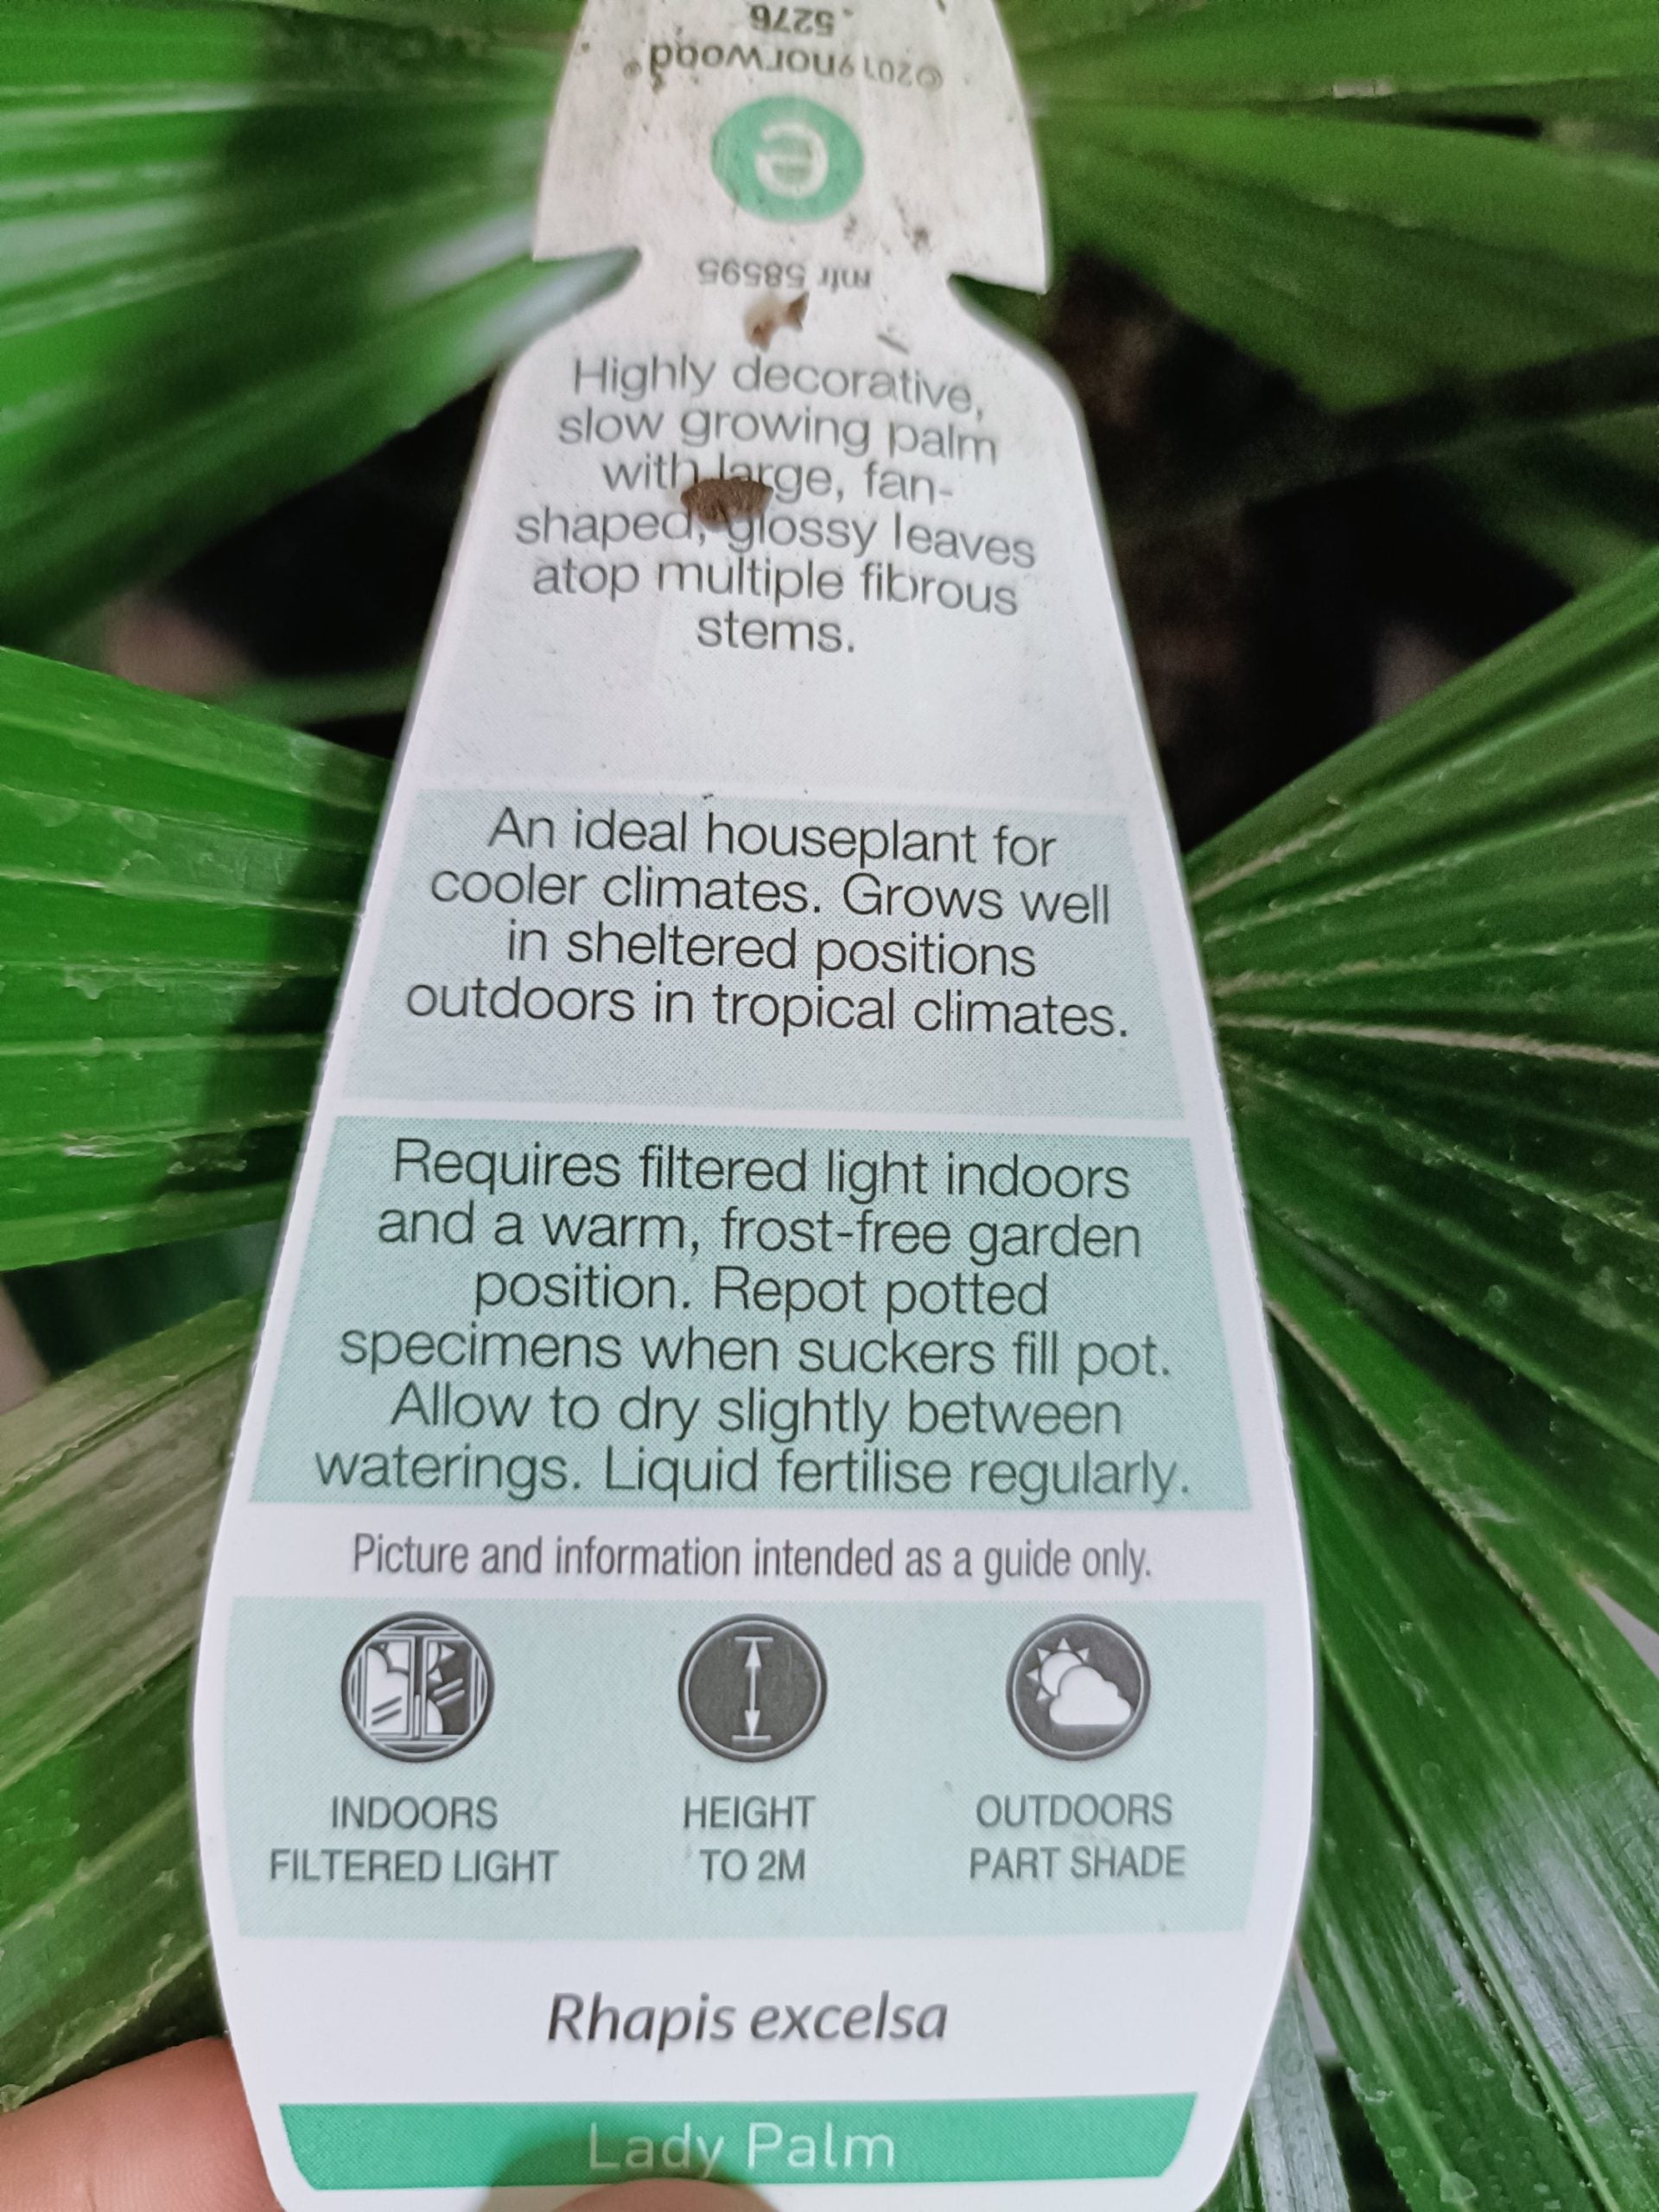 5276
©2019norwood®
e
mlr 58595
Highly decorative,
slow growing palm
with large, fan-
shaped, glossy leaves
atop multiple fibrous
stems.
An ideal houseplant for
cooler climates. Grows well
in sheltered positions
outdoors in tropical climates.
Requires filtered light indoors
and a warm, frost-free garden
position. Repot potted
specimens when suckers fill pot.
Allow to dry slightly between
waterings. Liquid fertilise regularly.
Picture and information intended as a guide only.
INDOORS
FILTERED LIGHT
HEIGHT
TO 2M
OUTDOORS
PART SHADE
Rhapis excelsa
Lady Palm